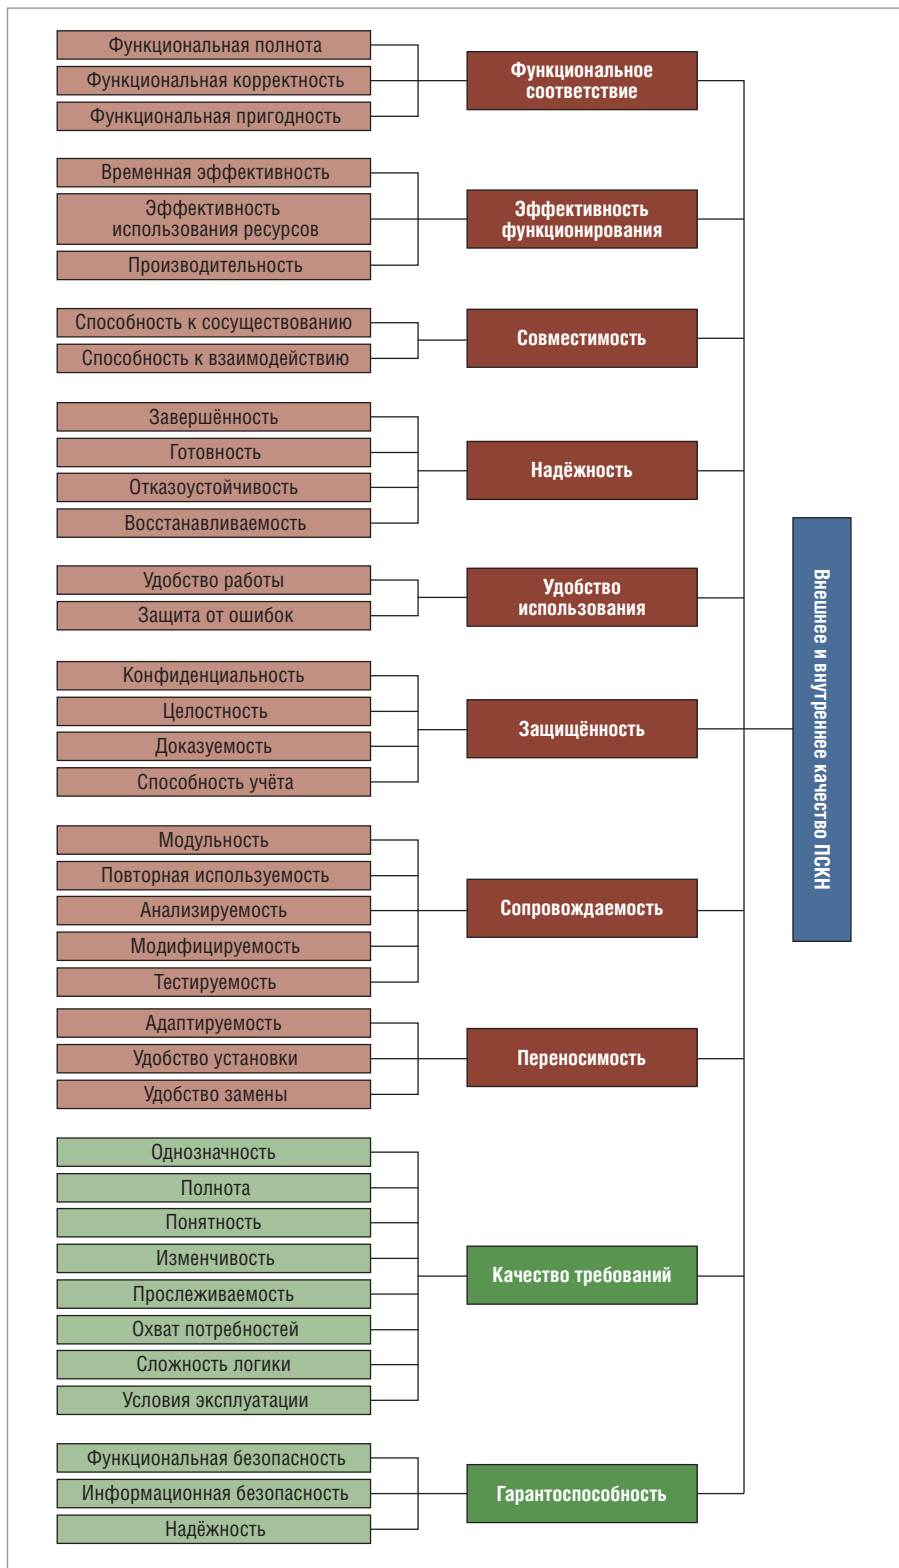 Функциональная полнота
Функциональная корректность
Функциональная пригодность
Функциональное
соответствие
Временная эффективность
Эффективность
использования ресурсов
Производительность
Эффективность
функционирования
Способность к сосуществованию
Способность к взаимодействию
Совместимость
Завершённость
Готовность
Отказоустойчивость
Восстанавливаемость
Надёжность
Удобство работы
Защита от ошибок
Удобство
использования
Конфиденциальность
Целостность
Доказуемость
Способность учёта
Защищённость
Модульность
Повторная используемость
Анализируемость
Модифицируемость
Тестируемость
Сопровождаемость
Адаптируемость
Удобство установки
Удобство замены
Переносимость
Однозначность
Полнота
Понятность
Изменчивость
Прослеживаемость
Охват потребностей
Сложность логики
Условия эксплуатации
Качество требований
Функциональная безопасность
Информационная безопасность
Надёжность
Гарантоспособность
Внешнее и внутреннее качество ПСКН